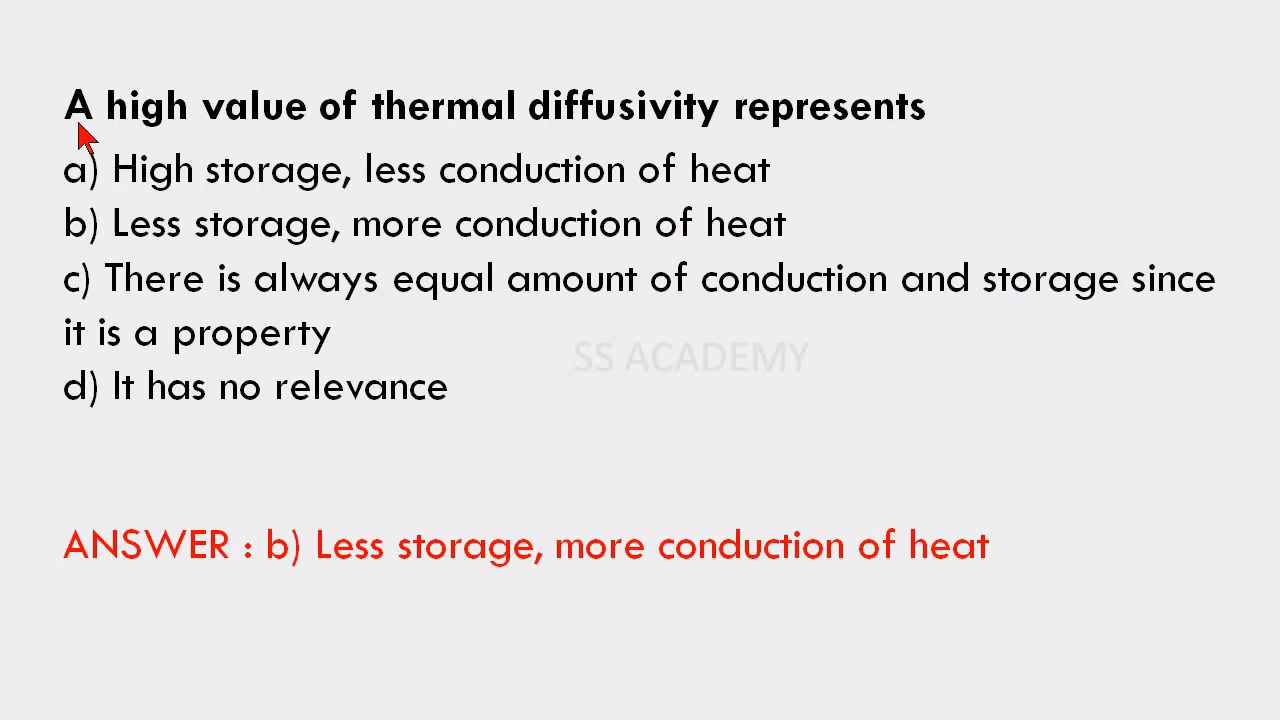 A high value of thermal diffusivity represents
a) High storage, less conduction of heat
b) Less storage, more conduction of heat
c) There is always equal amount of conduction and storage since
it is a property
SS ACADEMY
d) It has no relevance
ANSWER : b) Less storage, more conduction of heat